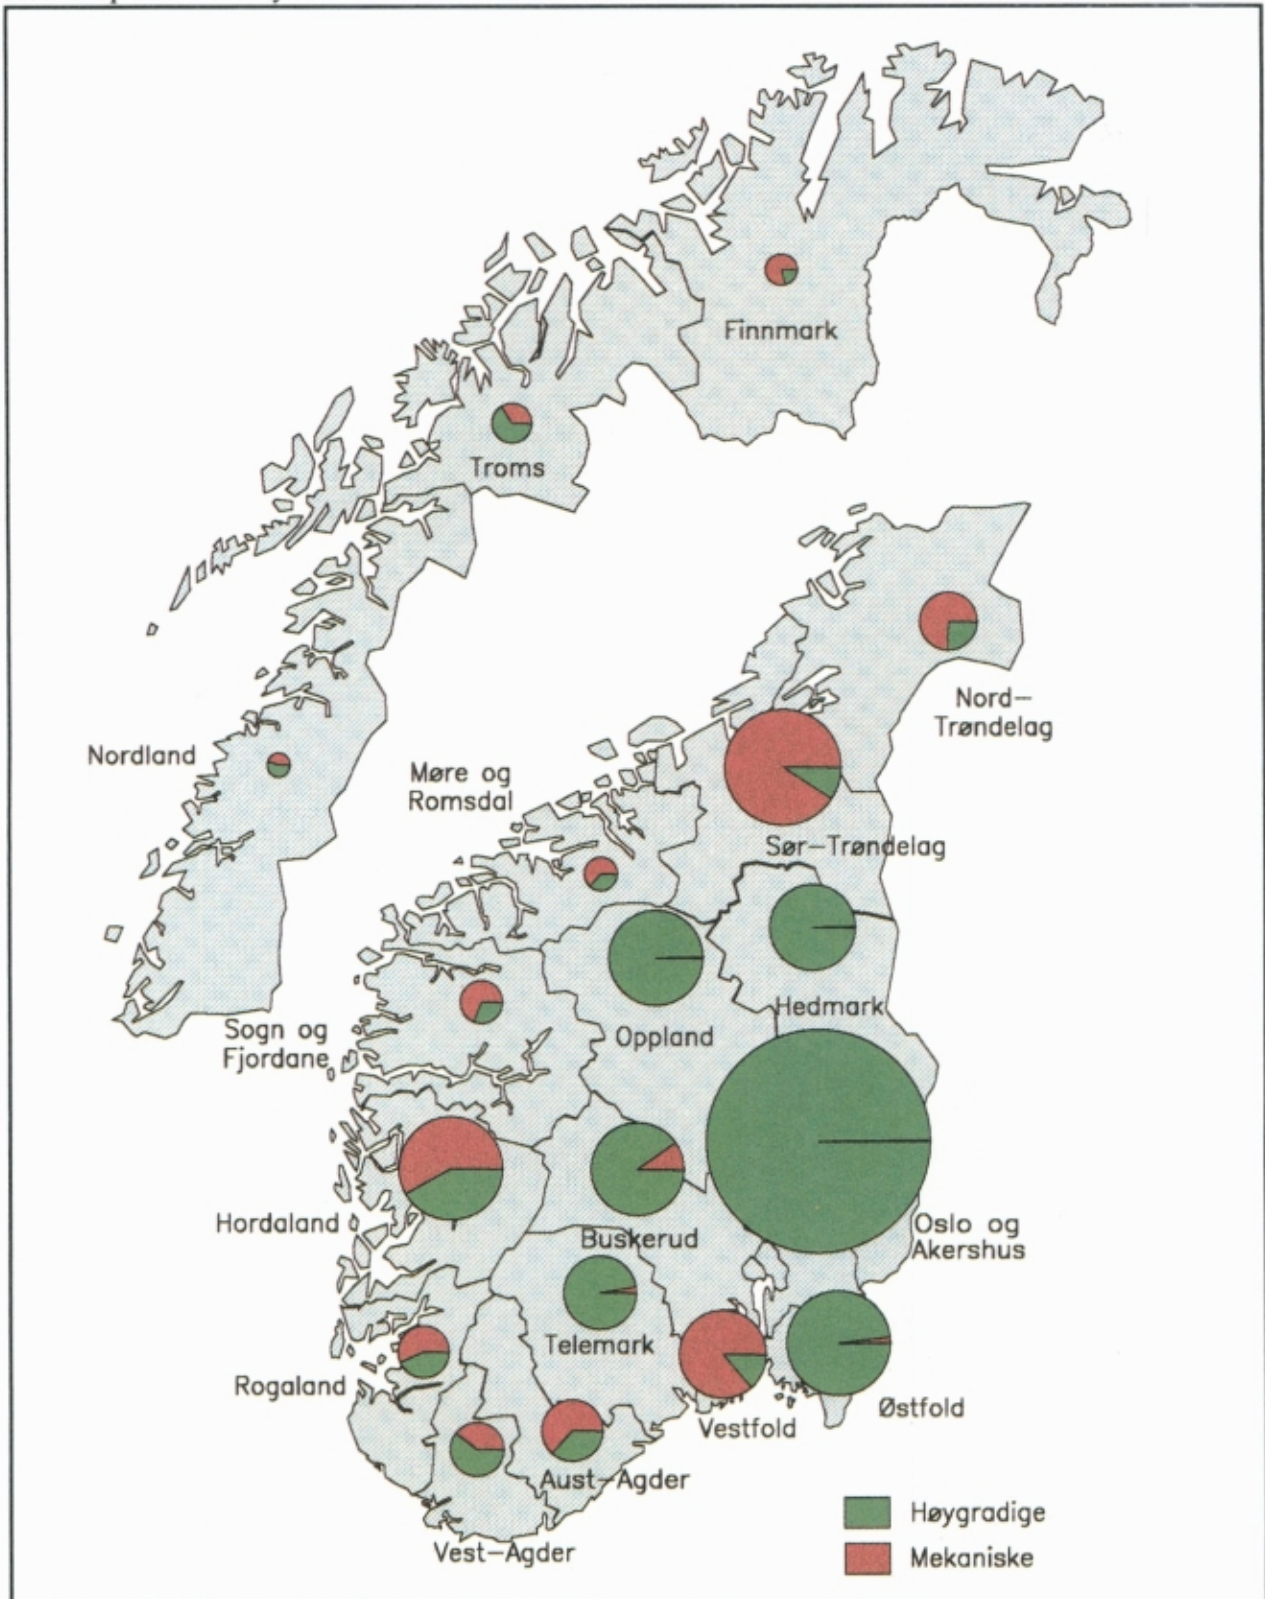 Finnmark
Troms
Nord-
Trøndelag
Nordland
Møre og
Romsdal
Sør-Trøndelag
Hedmark
Sogn og
Fjordane
Oppland
Hordaland
Buskerud
Oslo og
Akershus
Telemark
Rogaland
Østfold
Vestfold
Aust-Agder
Vest-Agder
Høygradige
Mekaniske